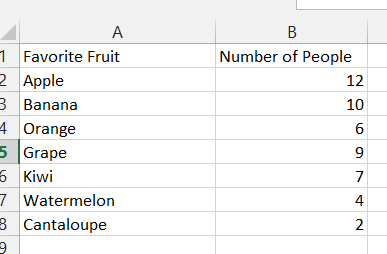 A B
1 Favorite Fruit Number of People
2 Apple 12
3 Banana 10
4 Orange 6
5 Grape 9
6 Kiwi 7
7 Watermelon 4
8 Cantaloupe 2
9